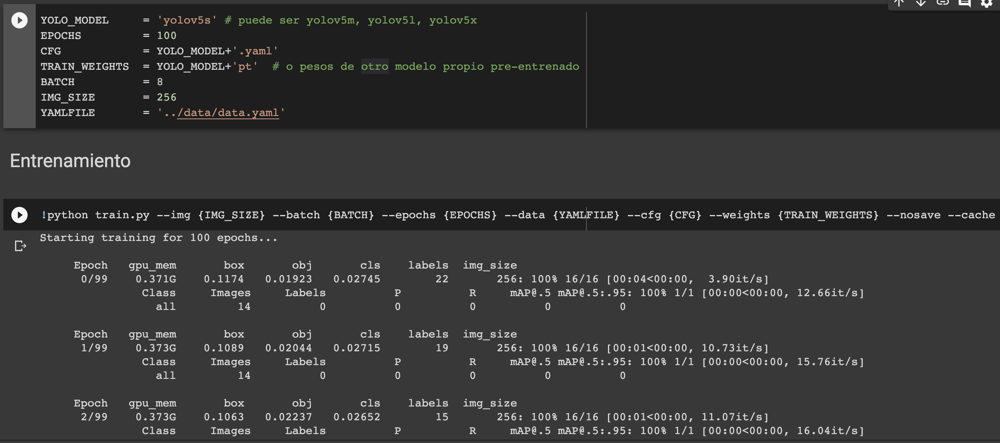 YOLO_MODEL = 'yolov5s' # puede ser yolov5m, yolov5l, yolov5x
EPOCHS = 100
CFG = YOLO_MODEL+'.yaml'
TRAIN_WEIGHTS = YOLO_MODEL+'pt' # o pesos de otro modelo propio pre-entrenado
BATCH = 8
IMG_SIZE = 256
YAMLFILE = '../data/data.yaml'
Entrenamiento
!python train.py --img {IMG_SIZE} --batch {BATCH} --epochs {EPOCHS} --data {YAMLFILE} --cfg {CFG} --weights {TRAIN_WEIGHTS} --nosave --cache
Starting training for 100 epochs...
Epoch gpu_mem box obj cls labels img_size
0/99 0.371G 0.1174 0.01923 0.02745 22 256: 100% 16/16 [00:04<00:00, 3.90it/s]
Class Images Labels P R mAP@.5 mAP@.5:.95: 100% 1/1 [00:00<00:00, 12.66it/s]
all 14 0 0 0 0 0
Epoch gpu_mem box obj cls labels img_size
1/99 0.373G 0.1089 0.02044 0.02715 19 256: 100% 16/16 [00:01<00:00, 10.73it/s]
Class Images Labels P R mAP@.5 mAP@.5:.95: 100% 1/1 [00:00<00:00, 15.76it/s]
all 14 0 0 0 0 0
Epoch gpu_mem box obj cls labels img_size
2/99 0.373G 0.1063 0.02237 0.02652 15 256: 100% 16/16 [00:01<00:00, 11.07it/s]
Class Images Labels P R mAP@.5 mAP@.5:.95: 100% 1/1 [00:00<00:00, 16.04it/s]